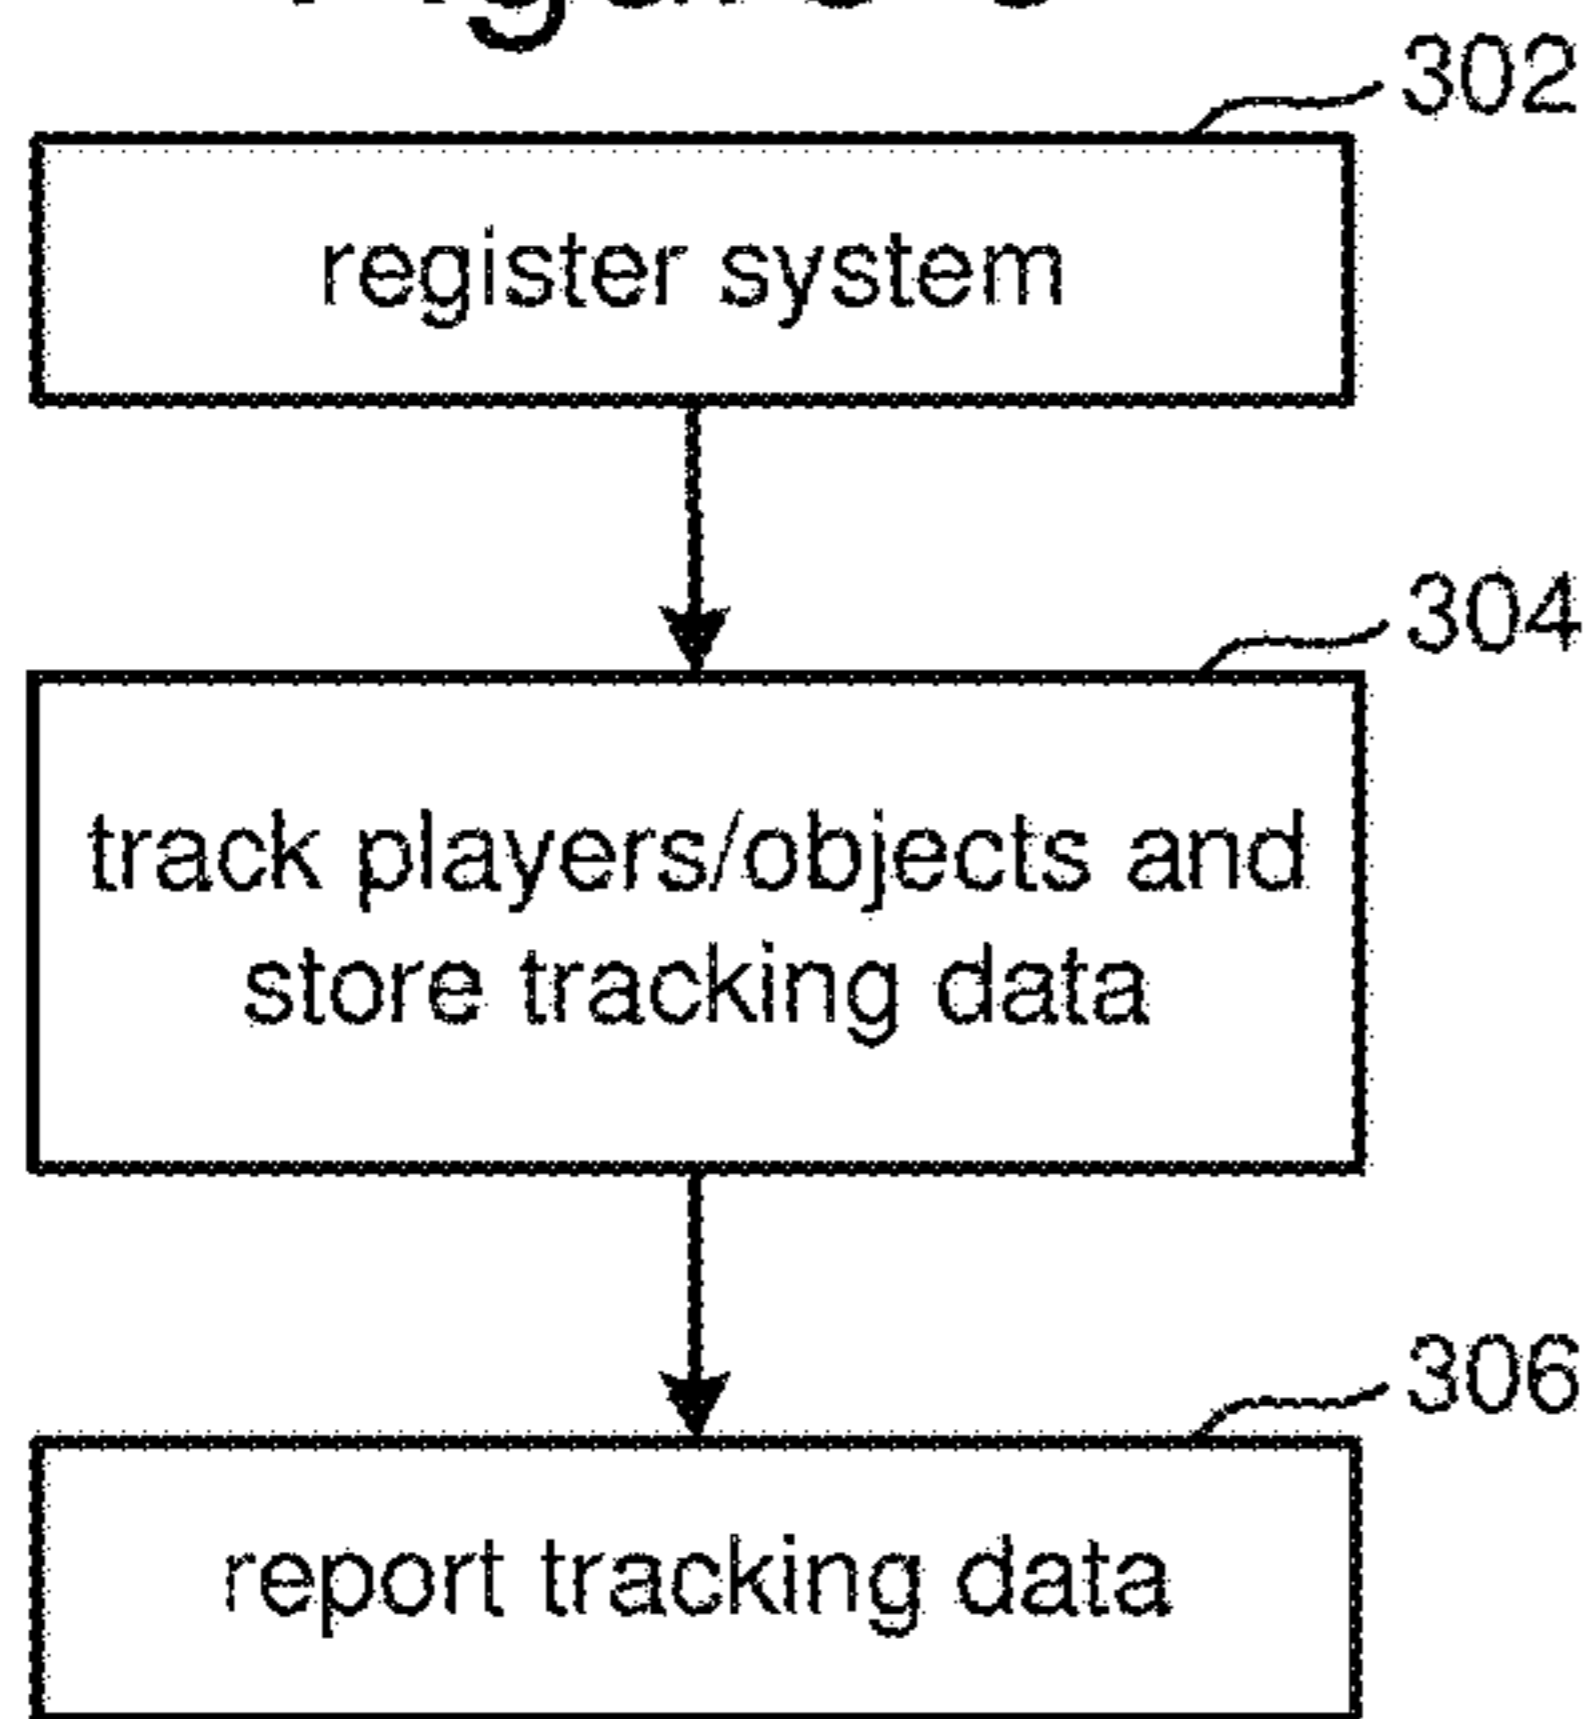 302
register system
304
track players/objects and
store tracking data
306
report tracking data